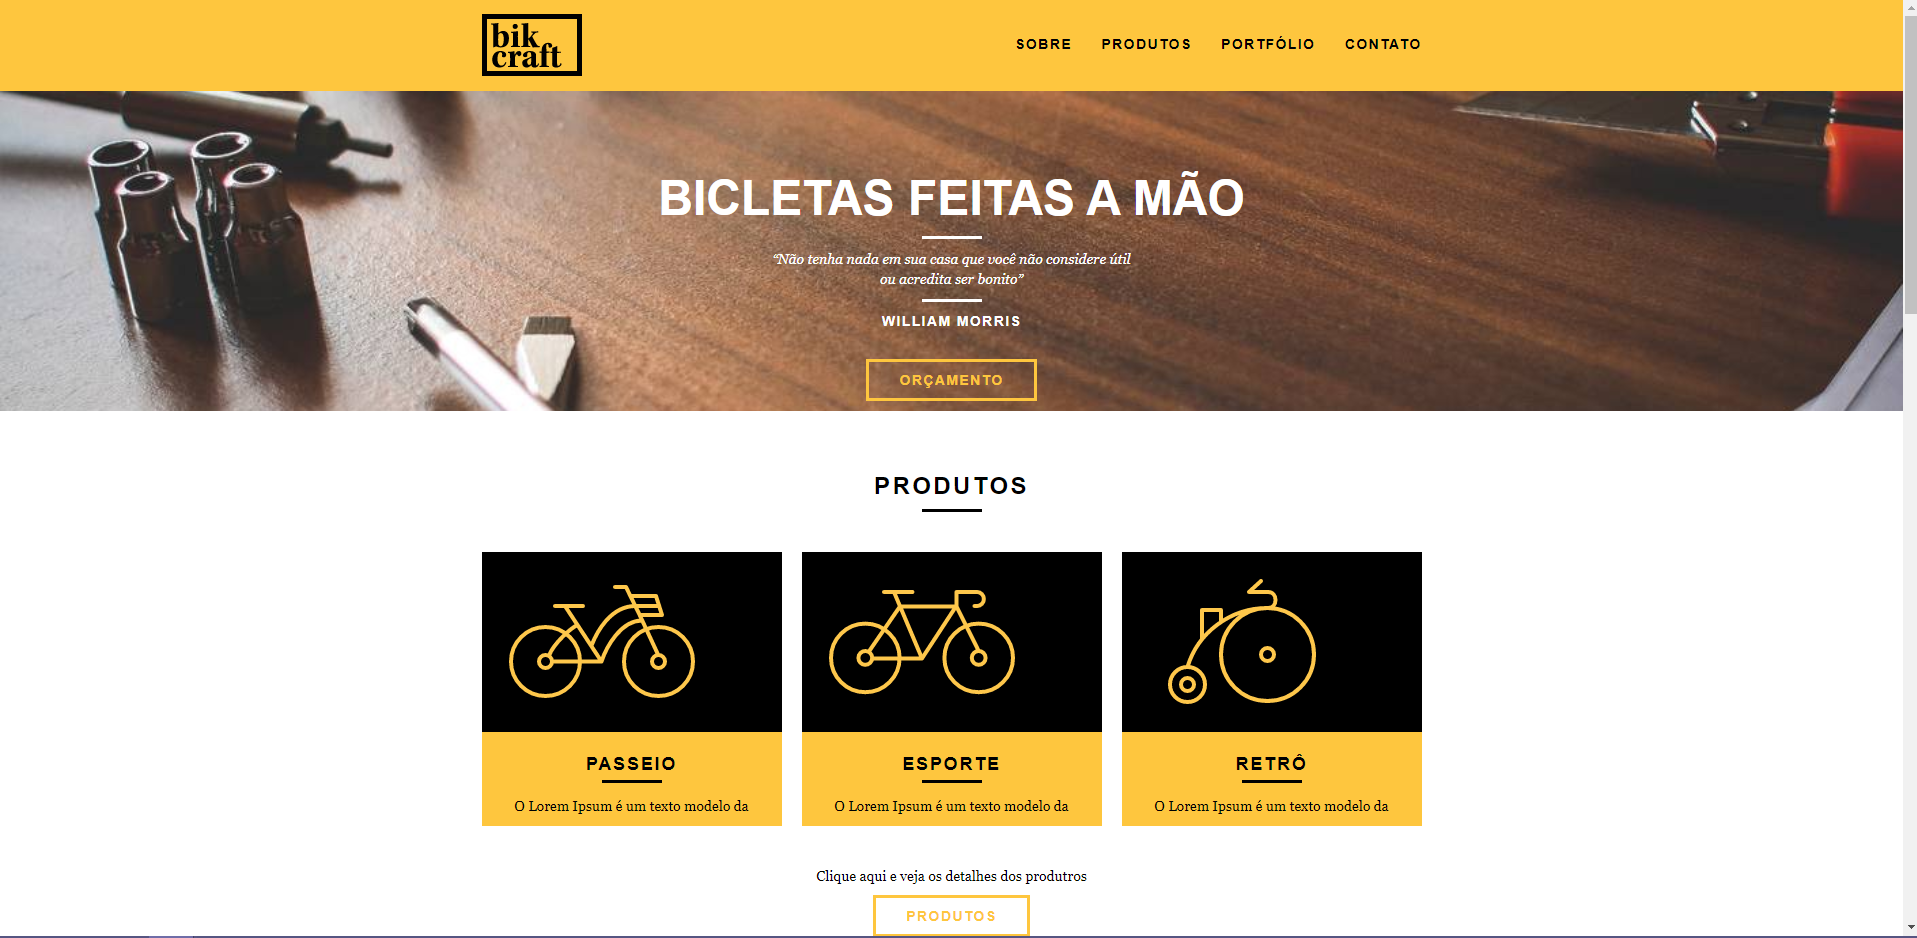 bik
craft
SOBRE PRODUTOS PORTFÓLIO CONTATO
BICLETAS FEITAS A MÃO
“Não tenha nada em sua casa que você não considere útil
ou acredita ser bonito”
WILLIAM MORRIS
ORÇAMENTO
PRODUTOS
PASSEIO
O Lorem Ipsum é um texto modelo da
ESPORTE
O Lorem Ipsum é um texto modelo da
RETRÔ
O Lorem Ipsum é um texto modelo da
Clique aqui e veja os detalhes dos produtros
PRODUTOS